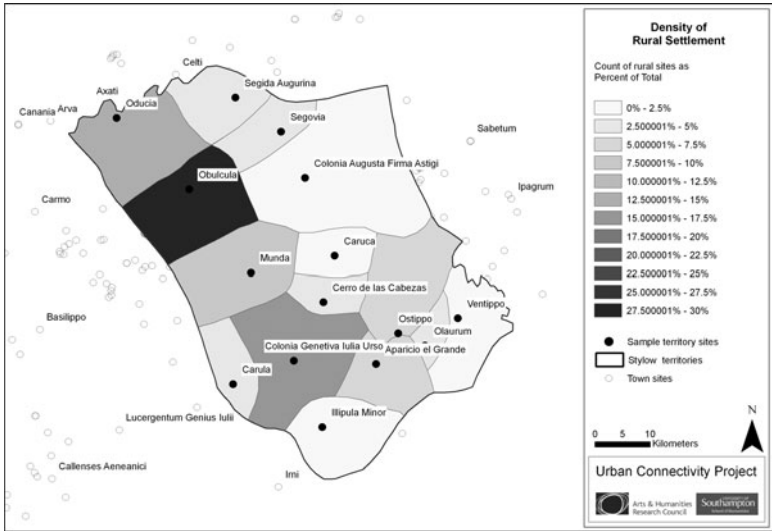 Celti
Segida Augurina
Axati
Oducia
Canania
Arva
Segovia
Sabetum
Colonia Augusta Firma Astigi
Obulcula
Ipagrum
Carmo
Caruca
Munda
Cerro de las Cabezas
Ventippo
Basilippo
Ostippo
Olaurum
Colonia Genetiva Iulia Urso
Aparicio el Grande
Carula
Lucergentum Genius Iulii
Illipula Minor
Callenses Aeneanici
Irni
Density of
Rural Settlement
Count of rural sites as
Percent of Total
0% - 2.5%
2.500001% - 5%
5.000001% - 7.5%
7.500001% - 10%
10.000001% - 12.5%
12.500001% - 15%
15.000001% - 17.5%
17.500001% - 20%
20.000001% - 22.5%
22.500001% - 25%
25.000001% - 27.5%
27.500001% - 30%
Sample territory sites
Stylow territories
Town sites
N
0 5 10
Kilometers
Urban Connectivity Project
Arts & Humanities
Research Council
UNIVERSITY OF
Southampton